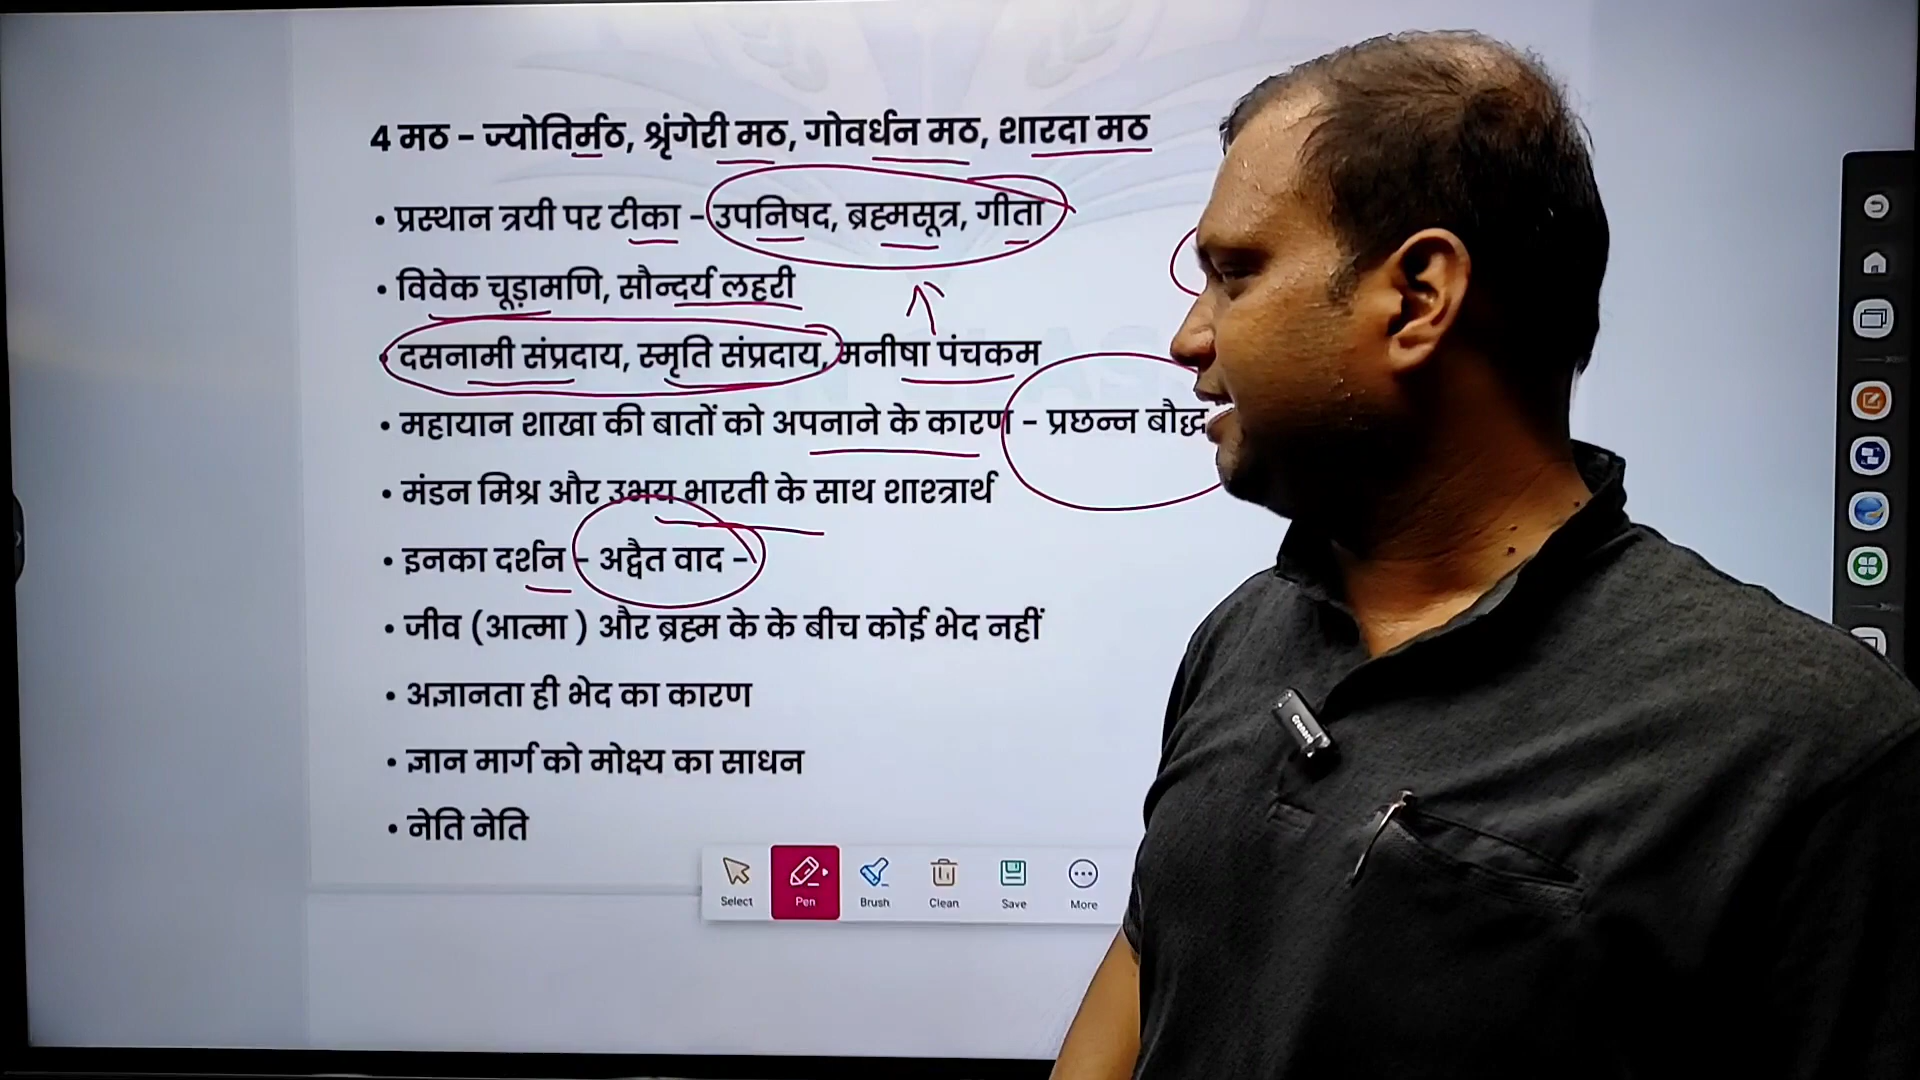 4 मठ - ज्योतिर्मठ, श्रृंगेरी मठ, गोवर्धन मठ, शारदा मठ
• प्रस्थान त्रयी पर टीका - उपनिषद, ब्रह्मसूत्र, गीता
• विवेक चूड़ामणि, सौन्दर्य लहरी
• दसनामी संप्रदाय, स्मृति संप्रदाय, मनीषा पंचकम
• महायान शाखा की बातों को अपनाने के कारण - प्रछन्न बौद्ध
• मंडन मिश्र और उभय भारती के साथ शाश्त्रार्थ
• इनका दर्शन - अद्वैत वाद -
• जीव (आत्मा ) और ब्रह्म के के बीच कोई भेद नहीं
• अज्ञानता ही भेद का कारण
• ज्ञान मार्ग को मोक्ष्य का साधन
• नेति नेति
Select Pen Brush Clean Save More